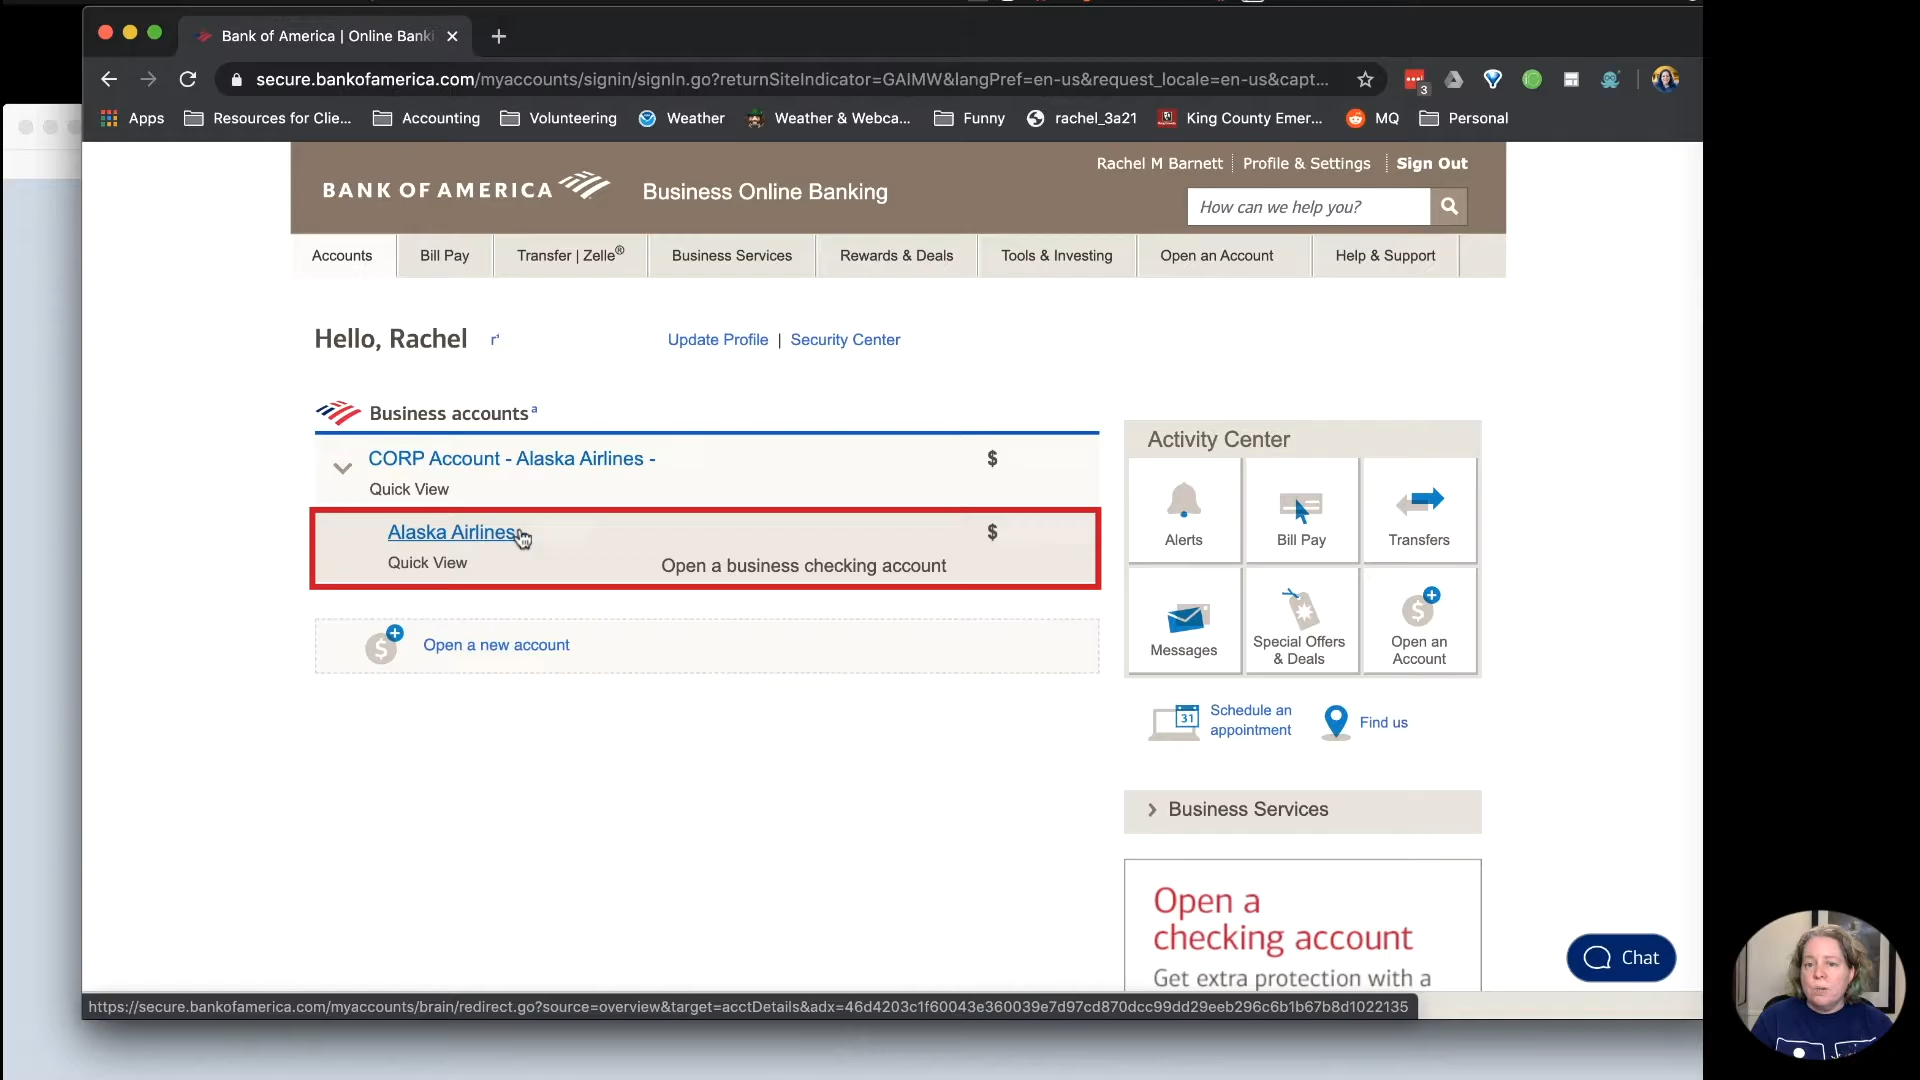 Bank of America | Online Banki
secure.bankofamerica.com/myaccounts/signin/signIn.go?returnSiteIndicator=GAIMW&langPref=en-us&request_locale=en-us&capt...
3
Apps
Resources for Clie...
Accounting
Volunteering
Weather
Weather & Webca...
Funny
rachel_3a21
King County Emer...
MQ
Personal
Rachel M Barnett
Profile & Settings
Sign Out
BANK OF AMERICA
Business Online Banking
How can we help you?
Accounts
Bill Pay
Transfer | Zelle®
Business Services
Rewards & Deals
Tools & Investing
Open an Account
Help & Support
Hello, Rachel
r'
Update Profile | Security Center
Business accounts a
CORP Account - Alaska Airlines -
$
Quick View
Alaska Airlines
$
Quick View
Open a business checking account
$
Open a new account
Activity Center
Alerts
Bill Pay
Transfers
Messages
Special Offers
& Deals
$
Open an
Account
31
Schedule an
appointment
Find us
Business Services
Open a
checking account
Get extra protection with a
Chat
https://secure.bankofamerica.com/myaccounts/brain/redirect.go?source=overview&target=acctDetails&adx=46d4203c1f60043e360039e7d97cd870dcc99dd29eeb296c6b1b67b8d1022135